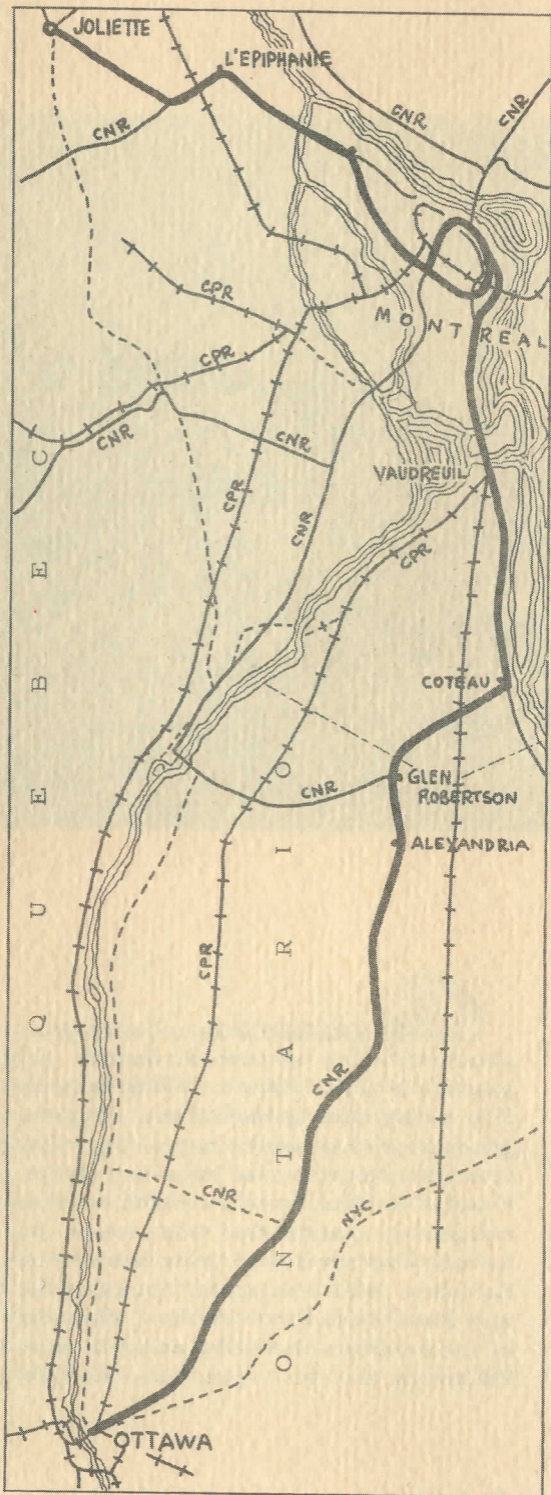 JOLIETTE
L'EPIPHANIE
CNR
CNR
CNR
CPR
MONTREAL
CPR
CNR
CNR
CPR
CNR
VAUDREUIL
CPR
QUEBEC
COTEAU
GLEN
ROBERTSON
CNR
ALEXANDRIA
ONTARIO
CPR
CNR
CNR
NYC
OTTAWA